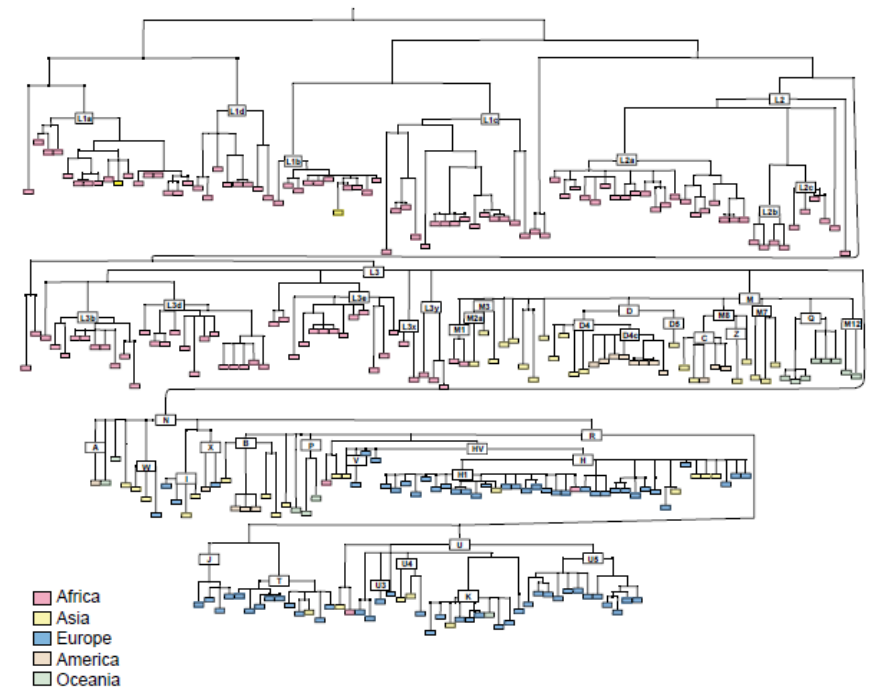 L2
L1d
L1a
L1c
L1b
L2a
L2c
L2b
L3
M
L3d
L3e
L3y
M3
D
M7
L3b
M2a
M8
Q
L3x
M1
D4
D5
M12
D4c
C
Z
N
R
A
X
B
P
HV
W
V
H
I
H1
U
J
U4
U5
T
U3
K
Africa
Asia
Europe
America
Oceania